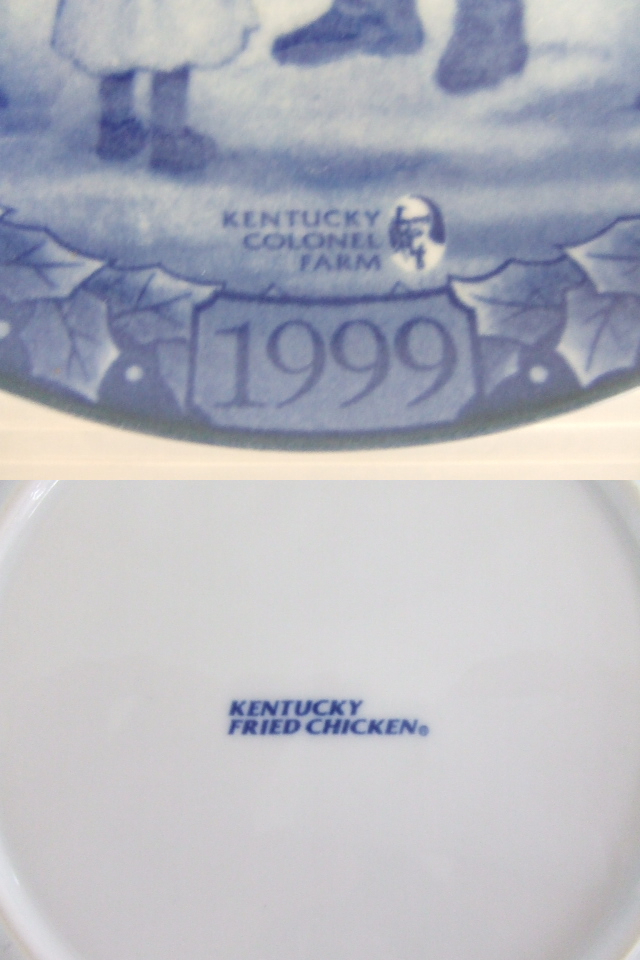 KENTUCKY
COLONEL
FARM
1999
KENTUCKY
FRIED CHICKEN®